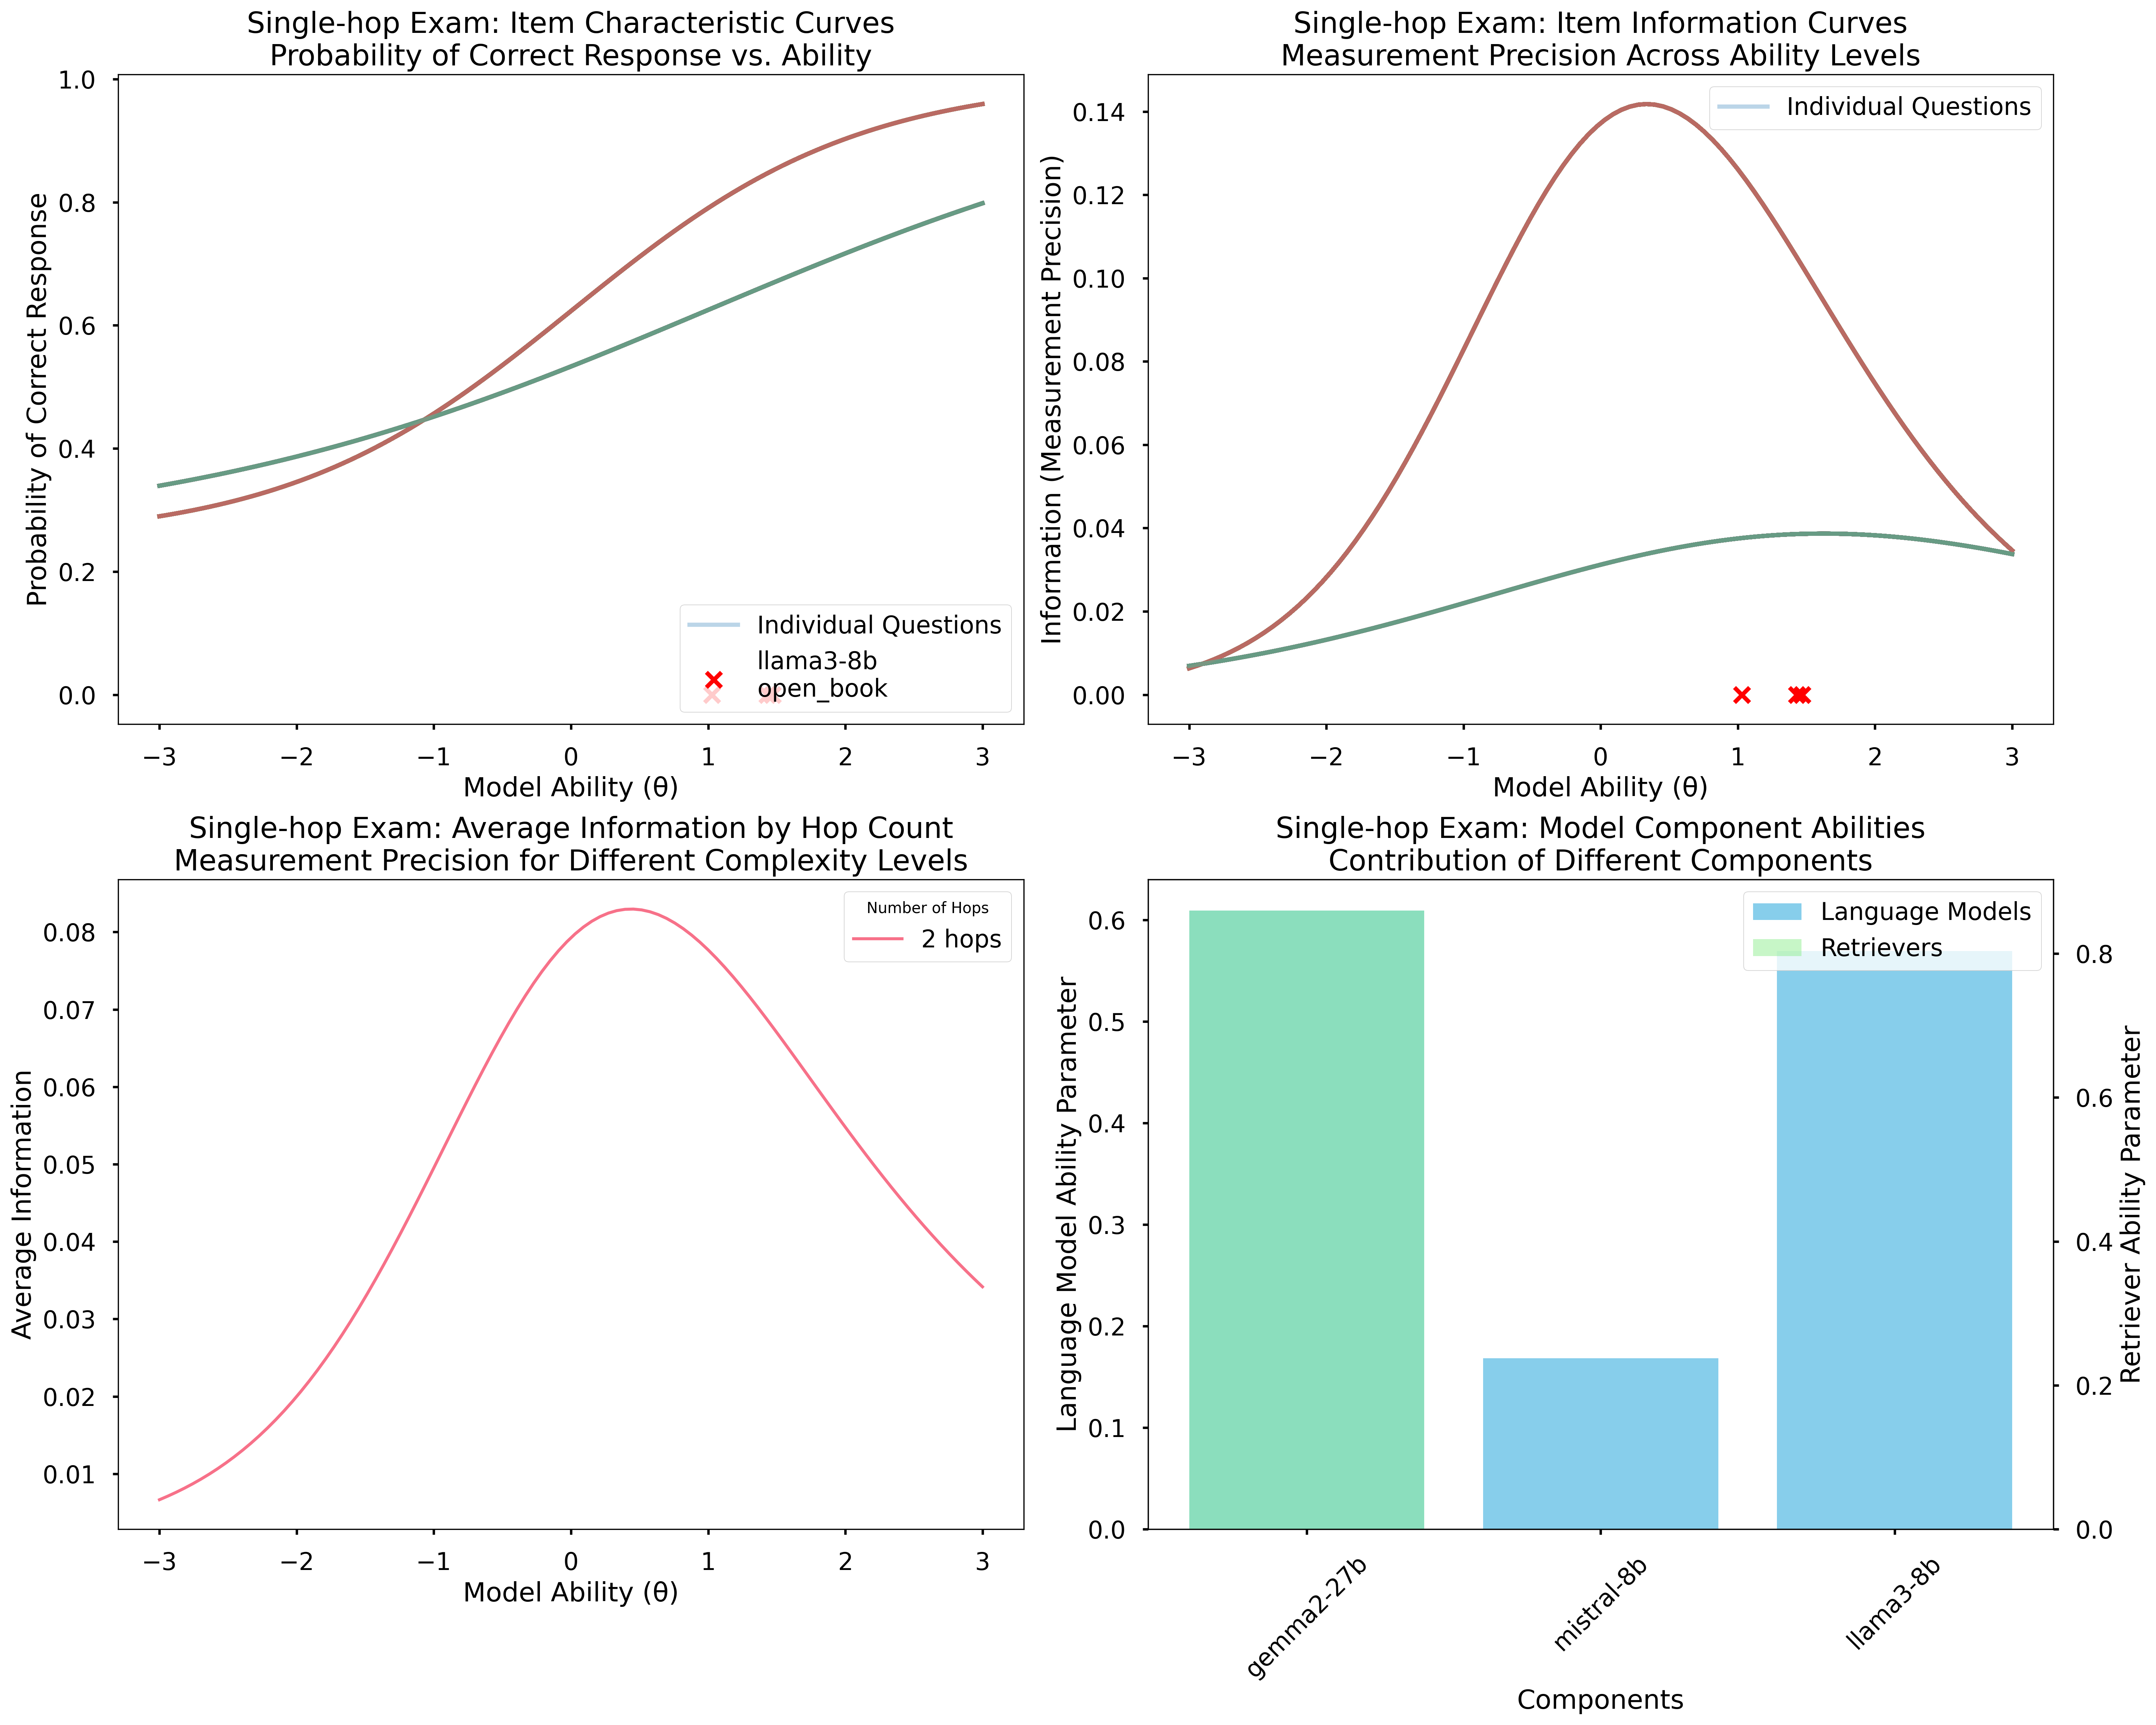 Single-hop Exam: Item Characteristic Curves
Probability of Correct Response vs. Ability
Probability of Correct Response
1.0
0.8
0.6
0.4
0.2
0.0
Individual Questions
llama3-8b
open_book
−3
−2
−1
0
1
2
3
Model Ability (θ)
Single-hop Exam: Item Information Curves
Measurement Precision Across Ability Levels
Information (Measurement Precision)
0.14
0.12
0.10
0.08
0.06
0.04
0.02
0.00
Individual Questions
−3
−2
−1
0
1
2
3
Model Ability (θ)
Single-hop Exam: Average Information by Hop Count
Measurement Precision for Different Complexity Levels
Average Information
0.08
0.07
0.06
0.05
0.04
0.03
0.02
0.01
Number of Hops
2 hops
−3
−2
−1
0
1
2
3
Model Ability (θ)
Single-hop Exam: Model Component Abilities
Contribution of Different Components
Language Model Ability Parameter
0.6
0.5
0.4
0.3
0.2
0.1
0.0
Language Models
Retrievers
0.8
0.6
0.4
0.2
0.0
Retriever Ability Parameter
gemma2-27b
mistral-8b
llama3-8b
Components